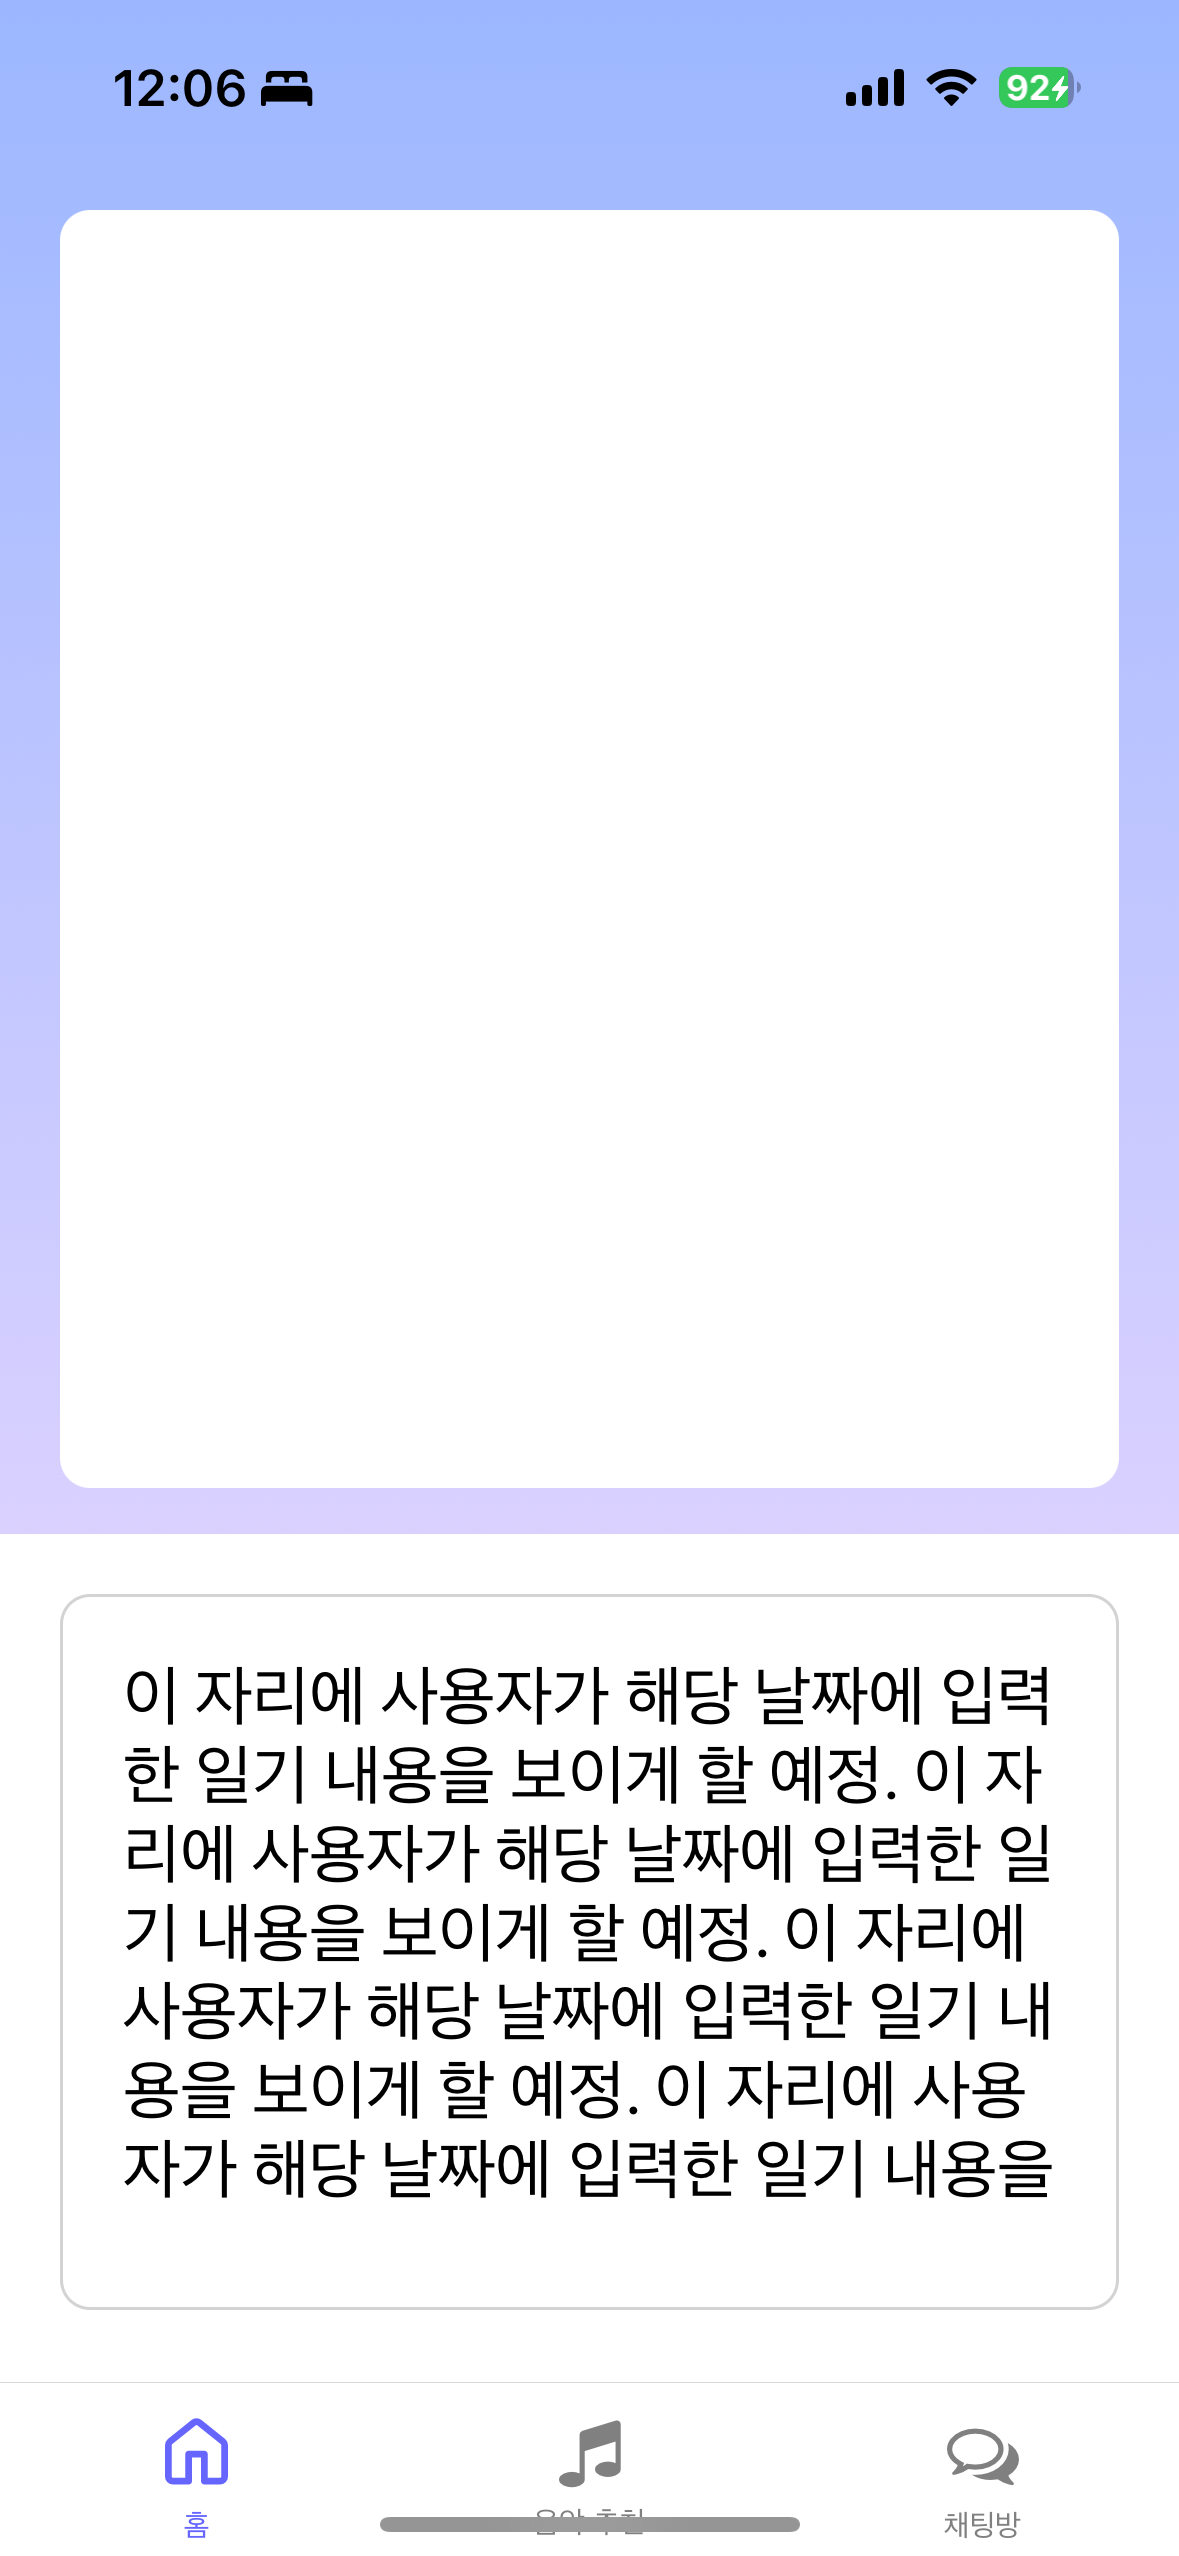 12:06
92
이 자리에 사용자가 해당 날짜에 입력
한 일기 내용을 보이게 할 예정. 이 자
리에 사용자가 해당 날짜에 입력한 일
기 내용을 보이게 할 예정. 이 자리에
사용자가 해당 날짜에 입력한 일기 내
용을 보이게 할 예정. 이 자리에 사용
자가 해당 날짜에 입력한 일기 내용을
홈
채팅방